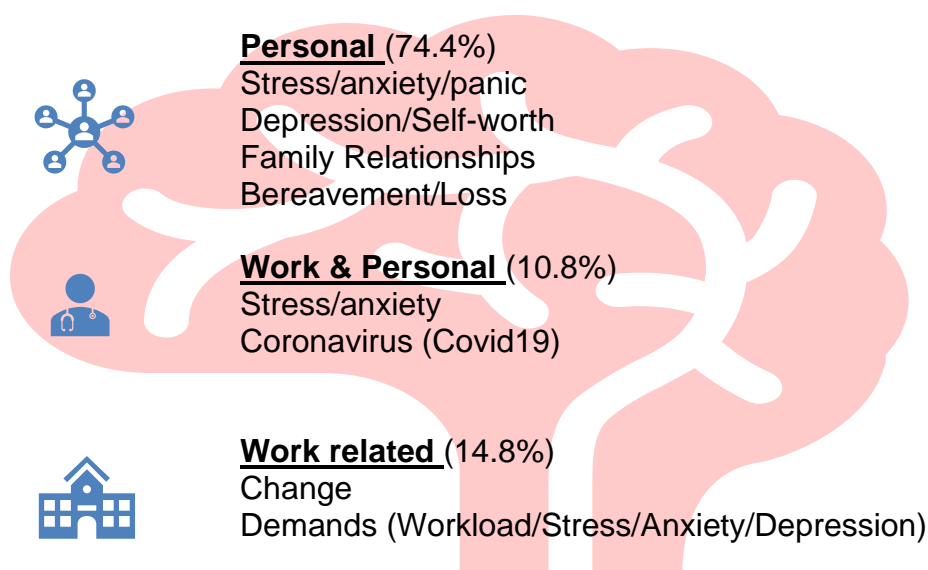 Personal (74.4%)
Stress/anxiety/panic
Depression/Self-worth
Family Relationships
Bereavement/Loss
Work & Personal (10.8%)
Stress/anxiety
Coronavirus (Covid19)
Work related (14.8%)
Change
Demands (Workload/Stress/Anxiety/Depression)